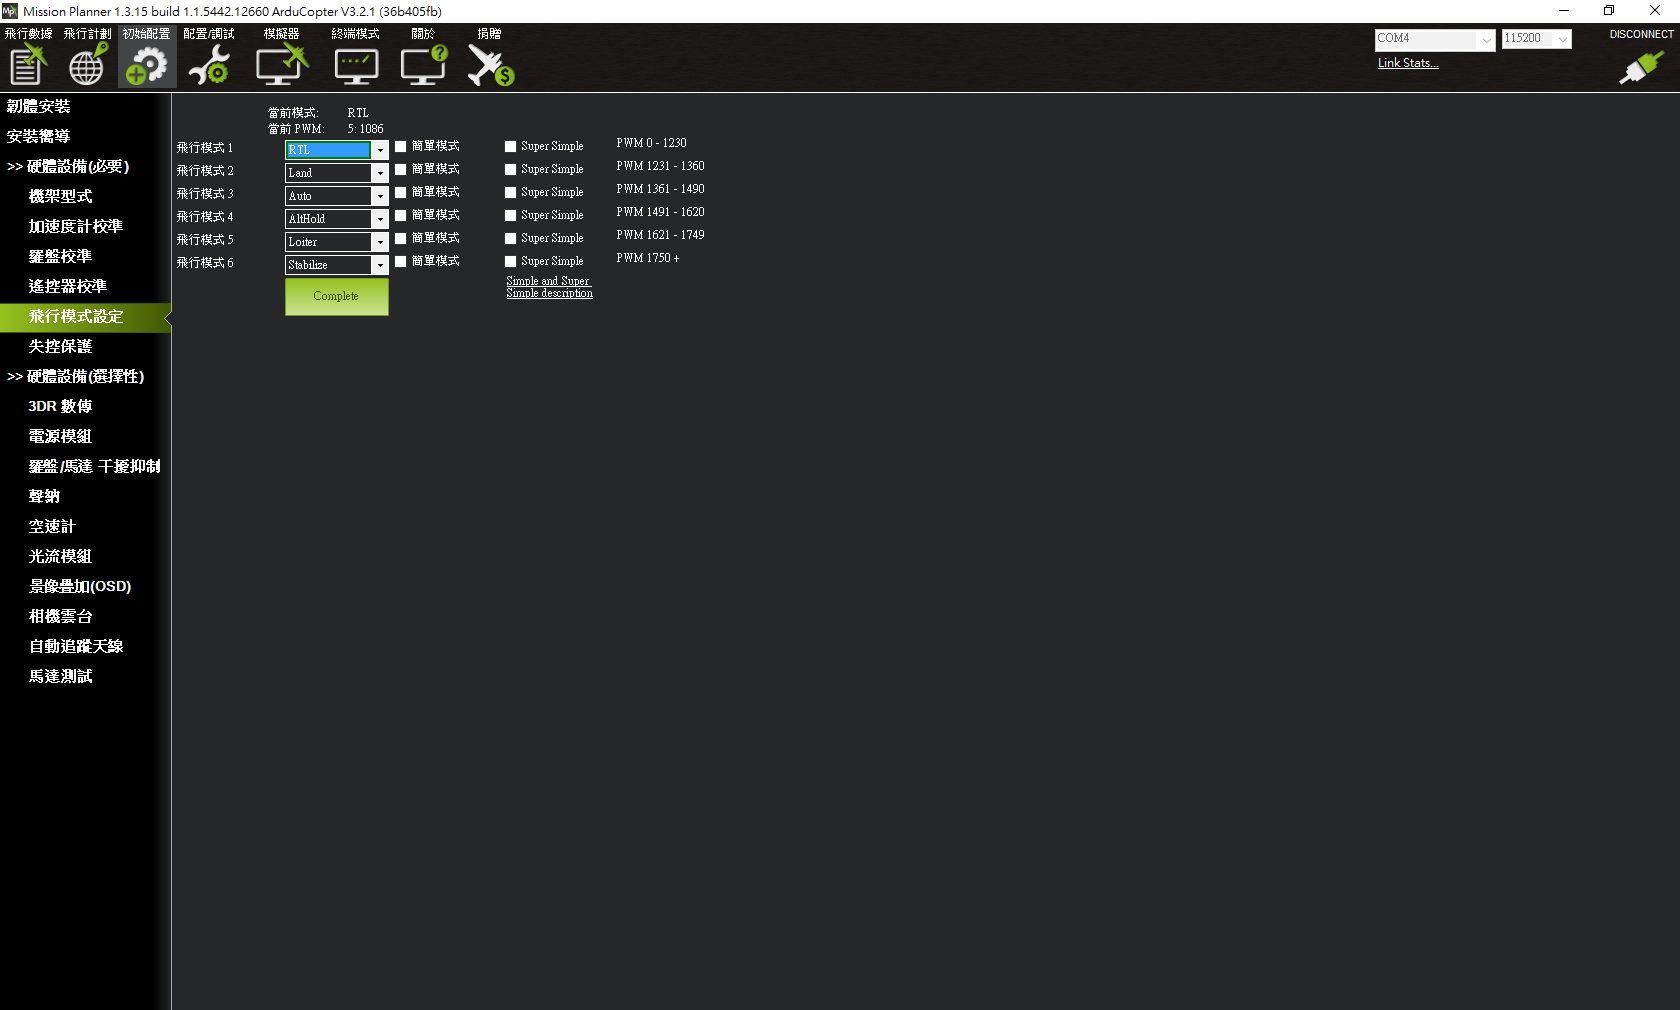 Mission Planner 1.3.15 build 1.1.5442.12660 ArduCopter V3.2.1 (36b405fb)
飛行數據 飛行計劃 初始配置 配置/調試 模擬器 終端模式 關於 捐贈
COM4 115200 DISCONNECT
Link Stats...
韌體安裝
安裝嚮導
>> 硬體設備(必要)
機架型式
加速度計校準
羅盤校準
遙控器校準
飛行模式設定
失控保護
>> 硬體設備(選擇性)
3DR 數傳
電源模組
羅盤/馬達 干擾抑制
聲納
空速計
光流模組
景像疊加(OSD)
相機雲台
自動追蹤天線
馬達測試
當前模式: RTL
當前 PWM: 5: 1086
飛行模式 1 RTL 簡單模式 Super Simple PWM 0 - 1230
飛行模式 2 Land 簡單模式 Super Simple PWM 1231 - 1360
飛行模式 3 Auto 簡單模式 Super Simple PWM 1361 - 1490
飛行模式 4 AltHold 簡單模式 Super Simple PWM 1491 - 1620
飛行模式 5 Loiter 簡單模式 Super Simple PWM 1621 - 1749
飛行模式 6 Stabilize 簡單模式 Super Simple PWM 1750 +
Complete
Simple and Super
Simple description